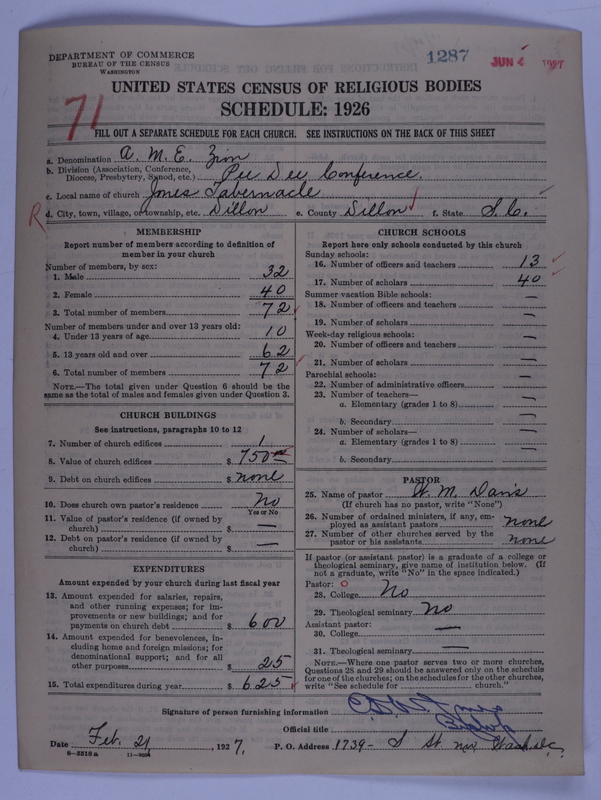 DEPARTMENT OF COMMERCE
BUREAU OF THE CENSUS
WASHINGTON
1287
JUN 4 1927
UNITED STATES CENSUS OF RELIGIOUS BODIES
SCHEDULE: 1926
71
FILL OUT A SEPARATE SCHEDULE FOR EACH CHURCH. SEE INSTRUCTIONS ON THE BACK OF THIS SHEET
a. Denomination A. M. E. Zion
b. Division (Association, Conference, Diocese, Presbytery, Synod, etc.) Pee Dee Conference.
c. Local name of church Jones Tabernacle
R d. City, town, village, or township, etc. Dillon e. County Dillon f. State S. C.
MEMBERSHIP
Report number of members according to definition of
member in your church
Number of members, by sex:
1. Male 32
2. Female 40
3. Total number of members 72
Number of members under and over 13 years old:
4. Under 13 years of age 10
5. 13 years old and over 62
6. Total number of members 72
NOTE.—The total given under Question 6 should be the
same as the total of males and females given under Question 3.
CHURCH BUILDINGS
See instructions, paragraphs 10 to 12
7. Number of church edifices 1
8. Value of church edifices $ 750
9. Debt on church edifices $ none
10. Does church own pastor's residence No
Yes or No
11. Value of pastor's residence (if owned by
church) $ —
12. Debt on pastor's residence (if owned by
church) $ —
EXPENDITURES
Amount expended by your church during last fiscal year
13. Amount expended for salaries, repairs,
and other running expenses; for im-
provements or new buildings; and for
payments on church debt $ 600
14. Amount expended for benevolences, in-
cluding home and foreign missions; for
denominational support; and for all
other purposes $ 25
15. Total expenditures during year $ 625
CHURCH SCHOOLS
Report here only schools conducted by this church
Sunday schools:
16. Number of officers and teachers 13
17. Number of scholars 40
Summer vacation Bible schools:
18. Number of officers and teachers —
19. Number of scholars —
Week-day religious schools:
20. Number of officers and teachers —
21. Number of scholars —
Parochial schools:
22. Number of administrative officers —
23. Number of teachers—
a. Elementary (grades 1 to 8) —
b. Secondary —
24. Number of scholars—
a. Elementary (grades 1 to 8) —
b. Secondary
PASTOR
25. Name of pastor W. M. Davis
(If church has no pastor, write "None")
26. Number of ordained ministers, if any, em-
ployed as assistant pastors none
27. Number of other churches served by the
pastor or his assistants none
If pastor (or assistant pastor) is a graduate of a college or
theological seminary, give name of institution below. (If
not a graduate, write "No" in the space indicated.)
Pastor: O
28. College No
29. Theological seminary No
Assistant pastor:
30. College —
31. Theological seminary —
NOTE.—Where one pastor serves two or more churches,
Questions 28 and 29 should be answered only on the schedule
for one of the churches; on the schedules for the other churches,
write "See schedule for ........ church."
Signature of person furnishing information Jones
Official title Bishop
Date Feb. 21, 1927. P. O. Address 1739- S St. nw, Wash. D.C.
8-3518a